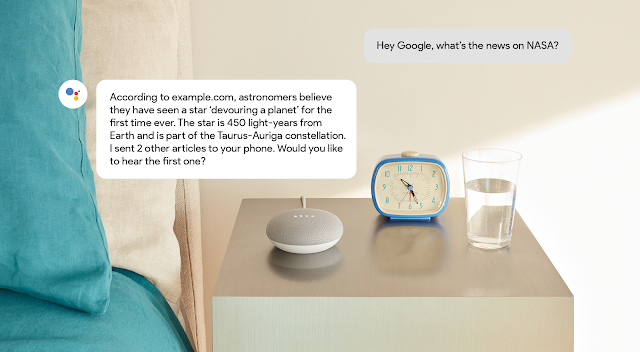 Hey Google, what's the news on NASA?
According to example.com, astronomers believe
they have seen a star ‘devouring a planet’ for the
first time ever. The star is 450 light-years from
Earth and is part of the Taurus-Auriga constellation.
I sent 2 other articles to your phone. Would you like
to hear the first one?